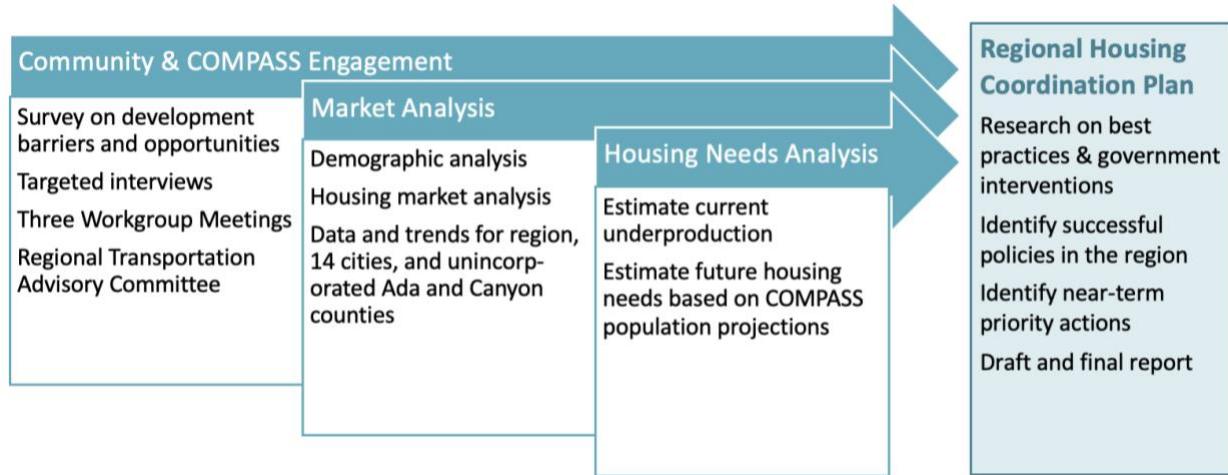 Community & COMPASS Engagement
Survey on development
barriers and opportunities
Targeted interviews
Three Workgroup Meetings
Regional Transportation
Advisory Committee
Market Analysis
Demographic analysis
Housing market analysis
Data and trends for region,
14 cities, and unincorp-
orated Ada and Canyon
counties
Housing Needs Analysis
Estimate current
underproduction
Estimate future housing
needs based on COMPASS
population projections
Regional Housing
Coordination Plan
Research on best
practices & government
interventions
Identify successful
policies in the region
Identify near-term
priority actions
Draft and final report